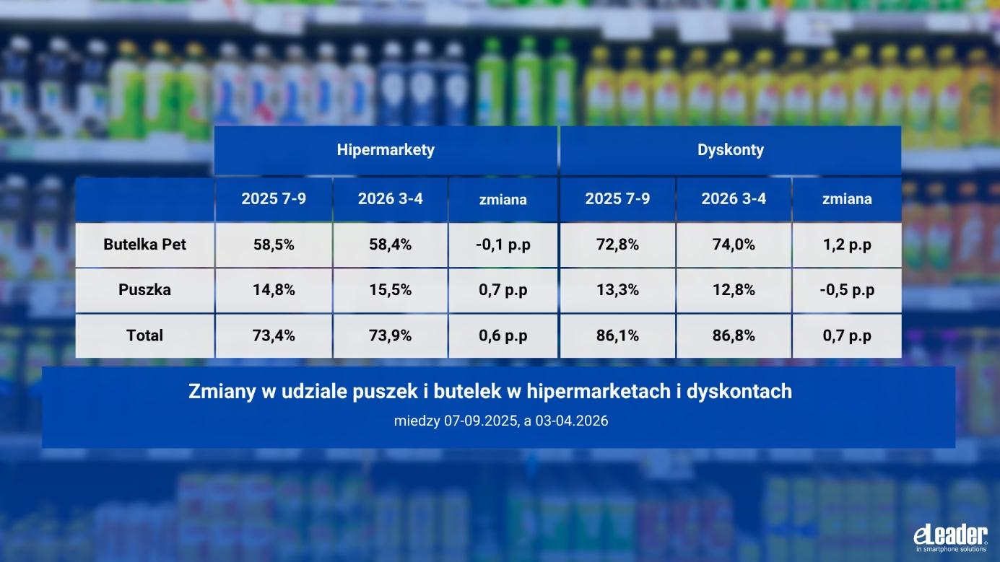 Hipermarkety Dyskonty
2025 7-9 2026 3-4 zmiana 2025 7-9 2026 3-4 zmiana
Butelka Pet 58,5% 58,4% -0,1 p.p 72,8% 74,0% 1,2 p.p
Puszka 14,8% 15,5% 0,7 p.p 13,3% 12,8% -0,5 p.p
Total 73,4% 73,9% 0,6 p.p 86,1% 86,8% 0,7 p.p
Zmiany w udziale puszek i butelek w hipermarketach i dyskontach
miedzy 07-09.2025, a 03-04.2026
eLeader
in smartphone solutions